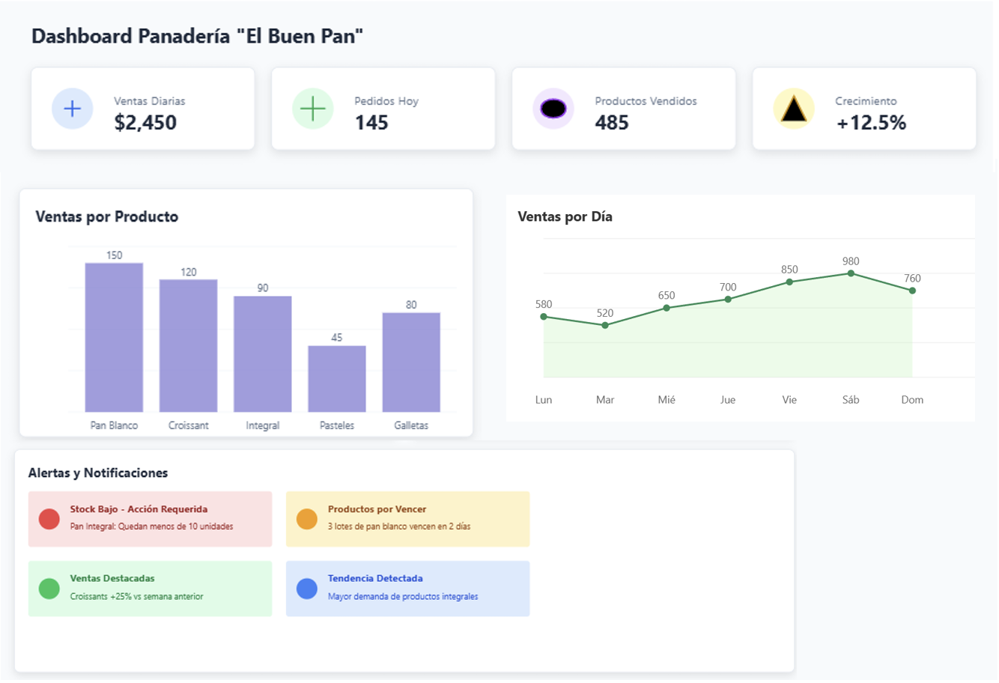 Dashboard Panadería "El Buen Pan"
Ventas Diarias
$2,450
Pedidos Hoy
145
Productos Vendidos
485
Crecimiento
+12.5%
Ventas por Producto
150
120
90
45
80
Pan Blanco
Croissant
Integral
Pasteles
Galletas
Ventas por Día
580
520
650
700
850
980
760
Lun
Mar
Mié
Jue
Vie
Sáb
Dom
Alertas y Notificaciones
Stock Bajo - Acción Requerida
Pan Integral: Quedan menos de 10 unidades
Productos por Vencer
3 lotes de pan blanco vencen en 2 días
Ventas Destacadas
Croissants +25% vs semana anterior
Tendencia Detectada
Mayor demanda de productos integrales